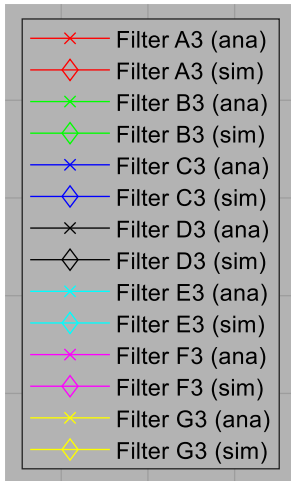 Filter A3 (ana)
Filter A3 (sim)
Filter B3 (ana)
Filter B3 (sim)
Filter C3 (ana)
Filter C3 (sim)
Filter D3 (ana)
Filter D3 (sim)
Filter E3 (ana)
Filter E3 (sim)
Filter F3 (ana)
Filter F3 (sim)
Filter G3 (ana)
Filter G3 (sim)